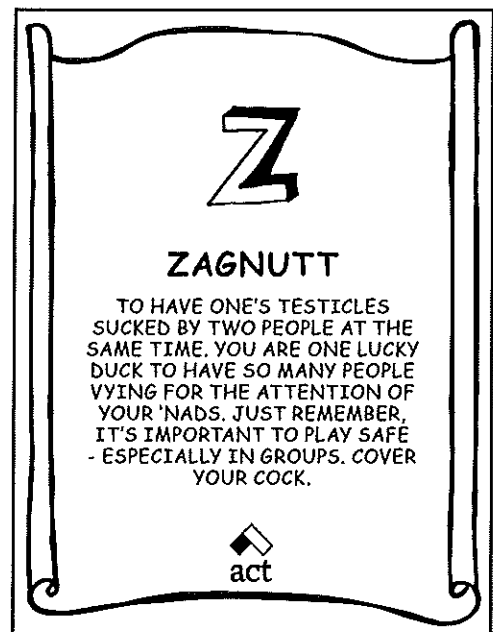 Z
ZAGNUTT
TO HAVE ONE'S TESTICLES
SUCKED BY TWO PEOPLE AT THE
SAME TIME. YOU ARE ONE LUCKY
DUCK TO HAVE SO MANY PEOPLE
VYING FOR THE ATTENTION OF
YOUR 'NADS. JUST REMEMBER,
IT'S IMPORTANT TO PLAY SAFE
- ESPECIALLY IN GROUPS. COVER
YOUR COCK.
act